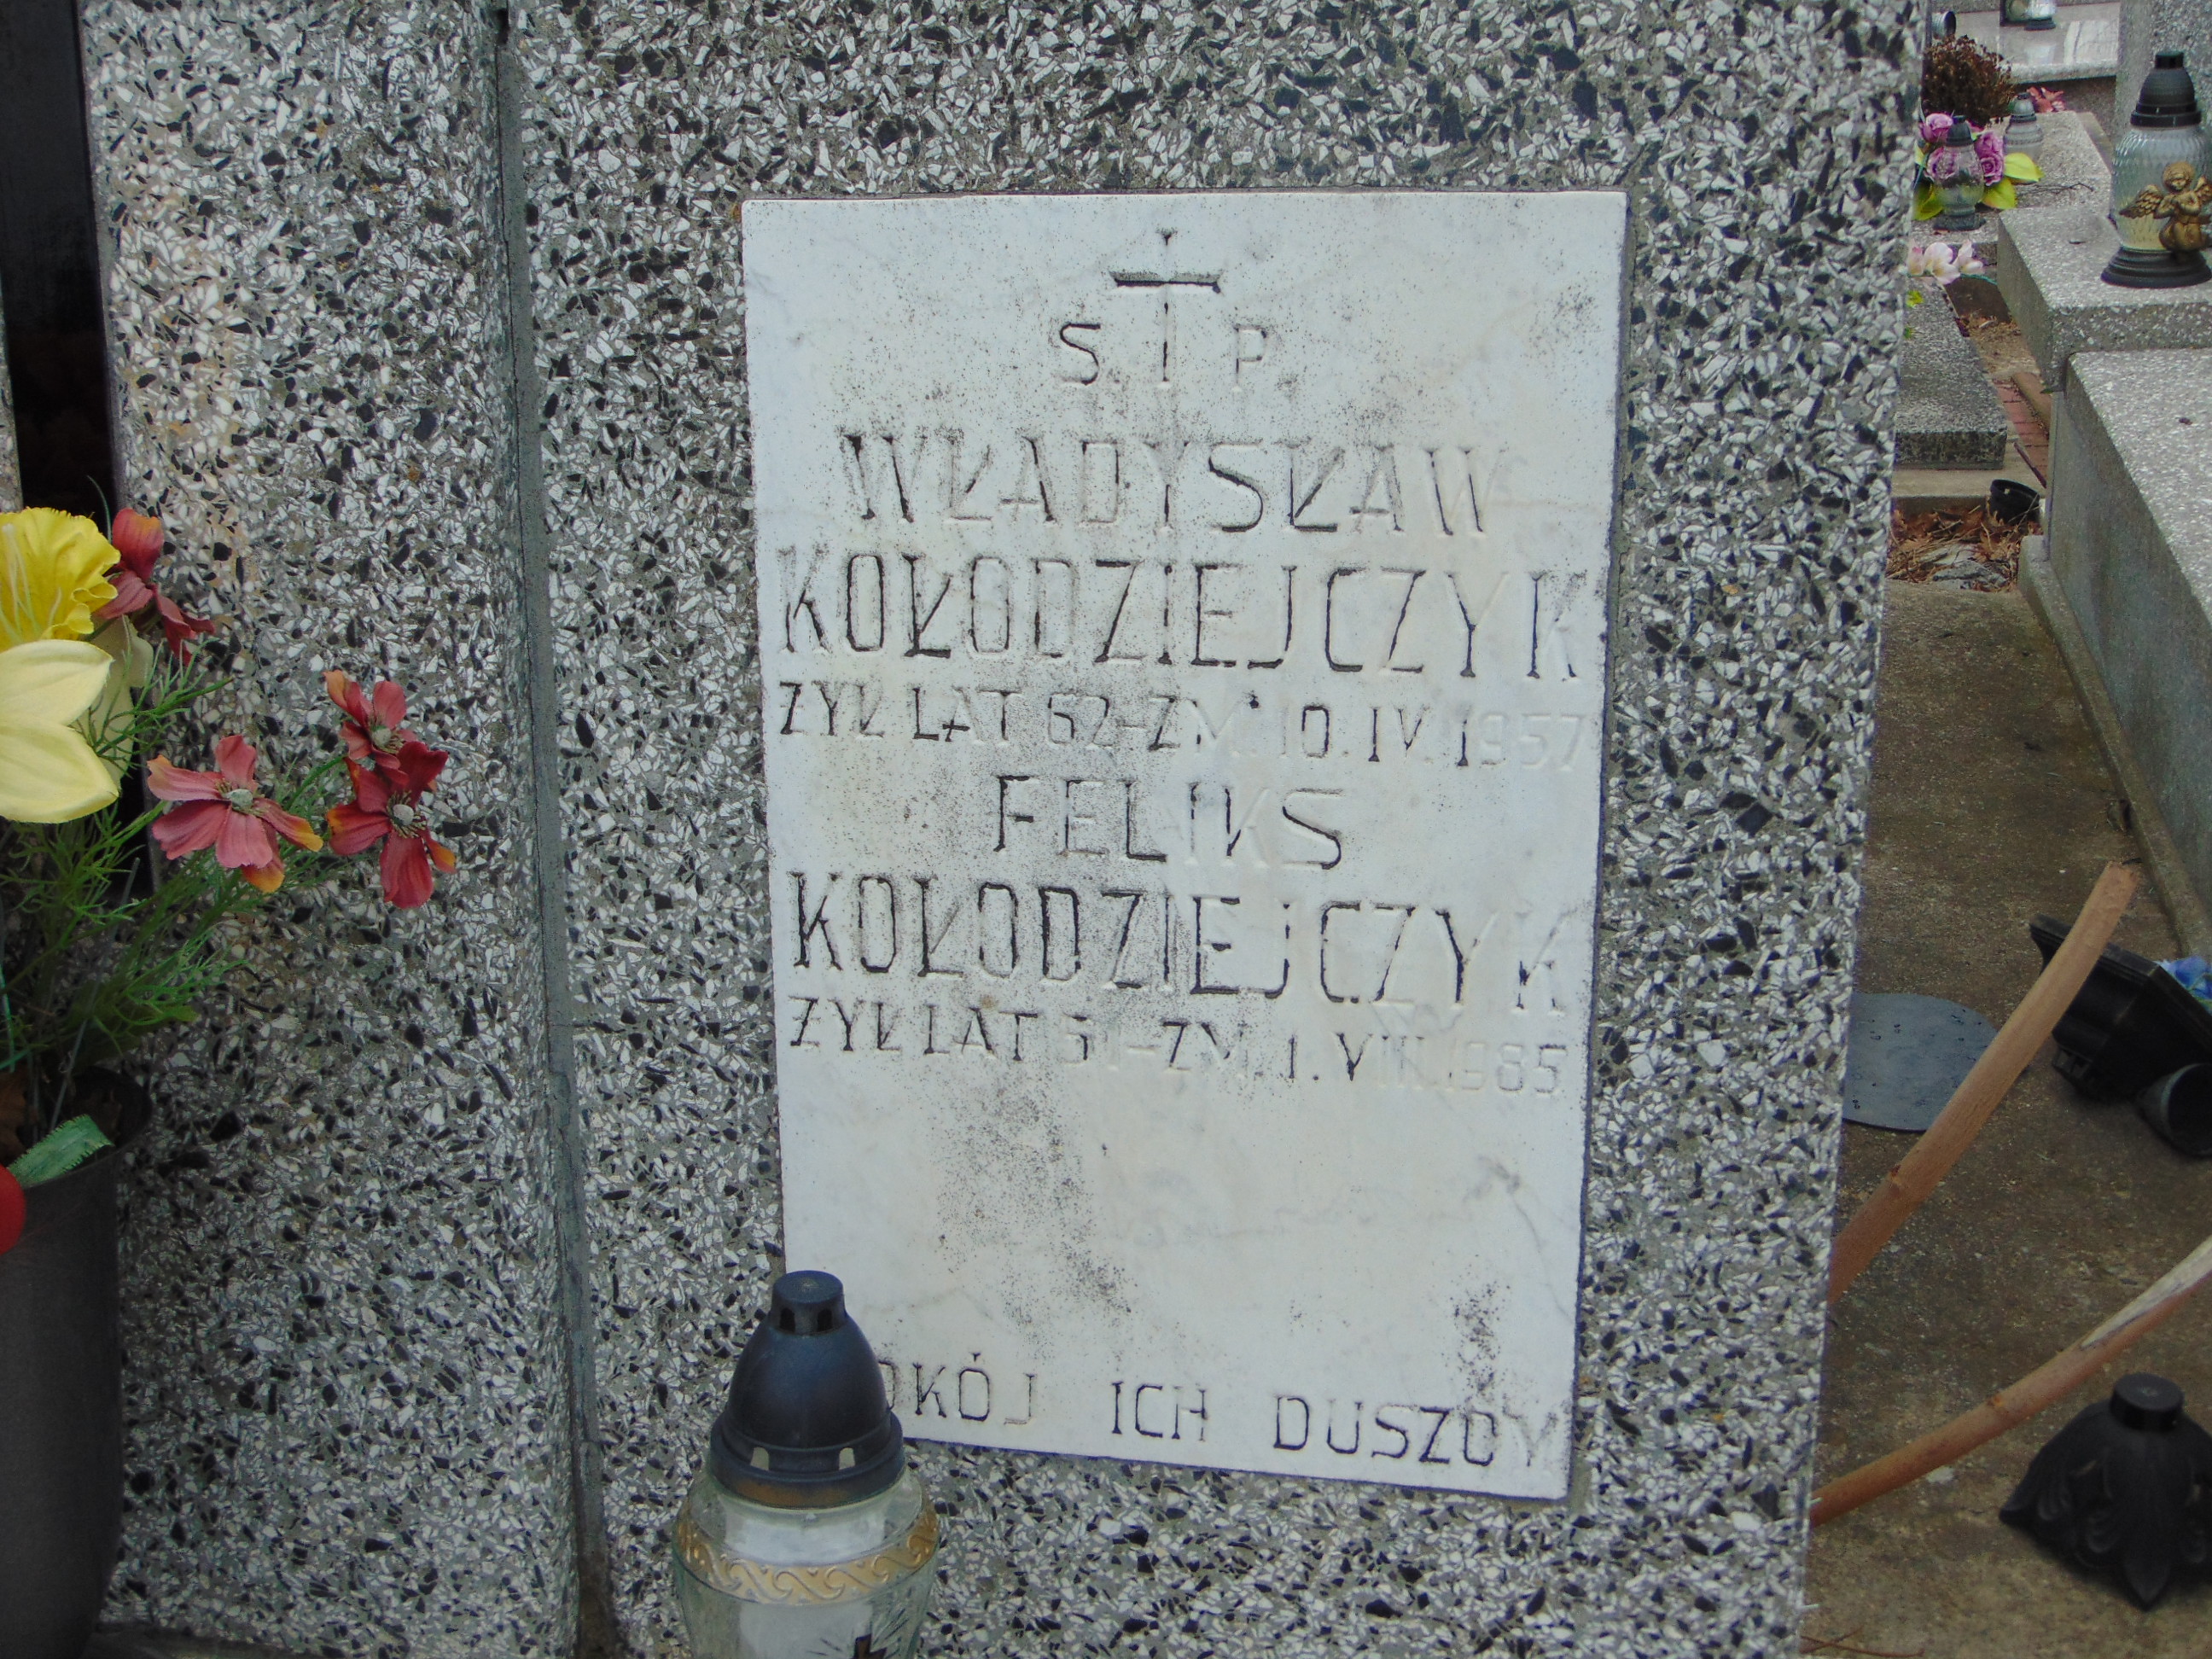 S. P.
WŁADYSŁAW
KOŁODZIEJCZYK
ŻYŁ LAT 62-ZM. 10.IV.1957
FELIKS
KOŁODZIEJCZYK
ŻYŁ LAT 51-ZM. 1.VIII.1985
OKÓJ ICH DUSZOM